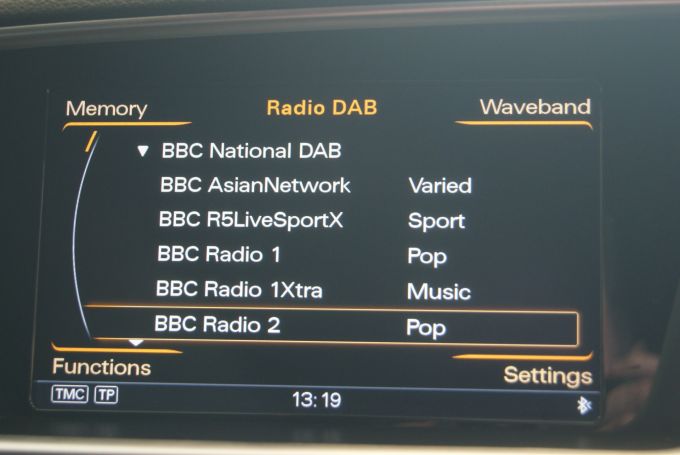 Memory Radio DAB Waveband
BBC National DAB
BBC AsianNetwork Varied
BBC R5LiveSportX Sport
BBC Radio 1 Pop
BBC Radio 1Xtra Music
BBC Radio 2 Pop
Functions Settings
TMC TP 13:19